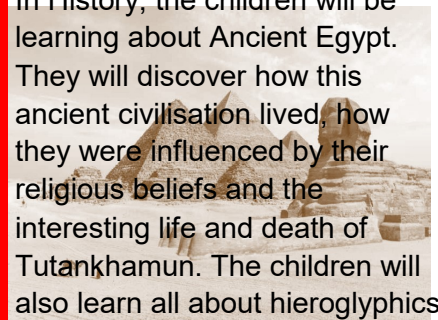 In History, the children will be
learning about Ancient Egypt.
They will discover how this
ancient civilisation lived, how
they were influenced by their
religious beliefs and the
interesting life and death of
Tutankhamun. The children will
also learn all about hieroglyphics